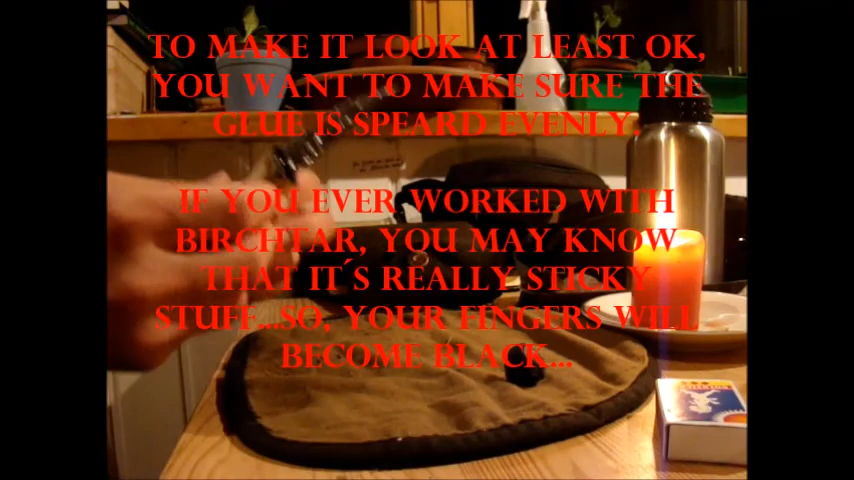 TO MAKE IT LOOK AT LEAST OK,
YOU WANT TO MAKE SURE THE
GLUE IS SPEARD EVENLY.
IF YOU EVER WORKED WITH
BIRCHTAR, YOU MAY KNOW
THAT IT´S REALLY STICKY
STUFF...SO, YOUR FINGERS WILL
BECOME BLACK...